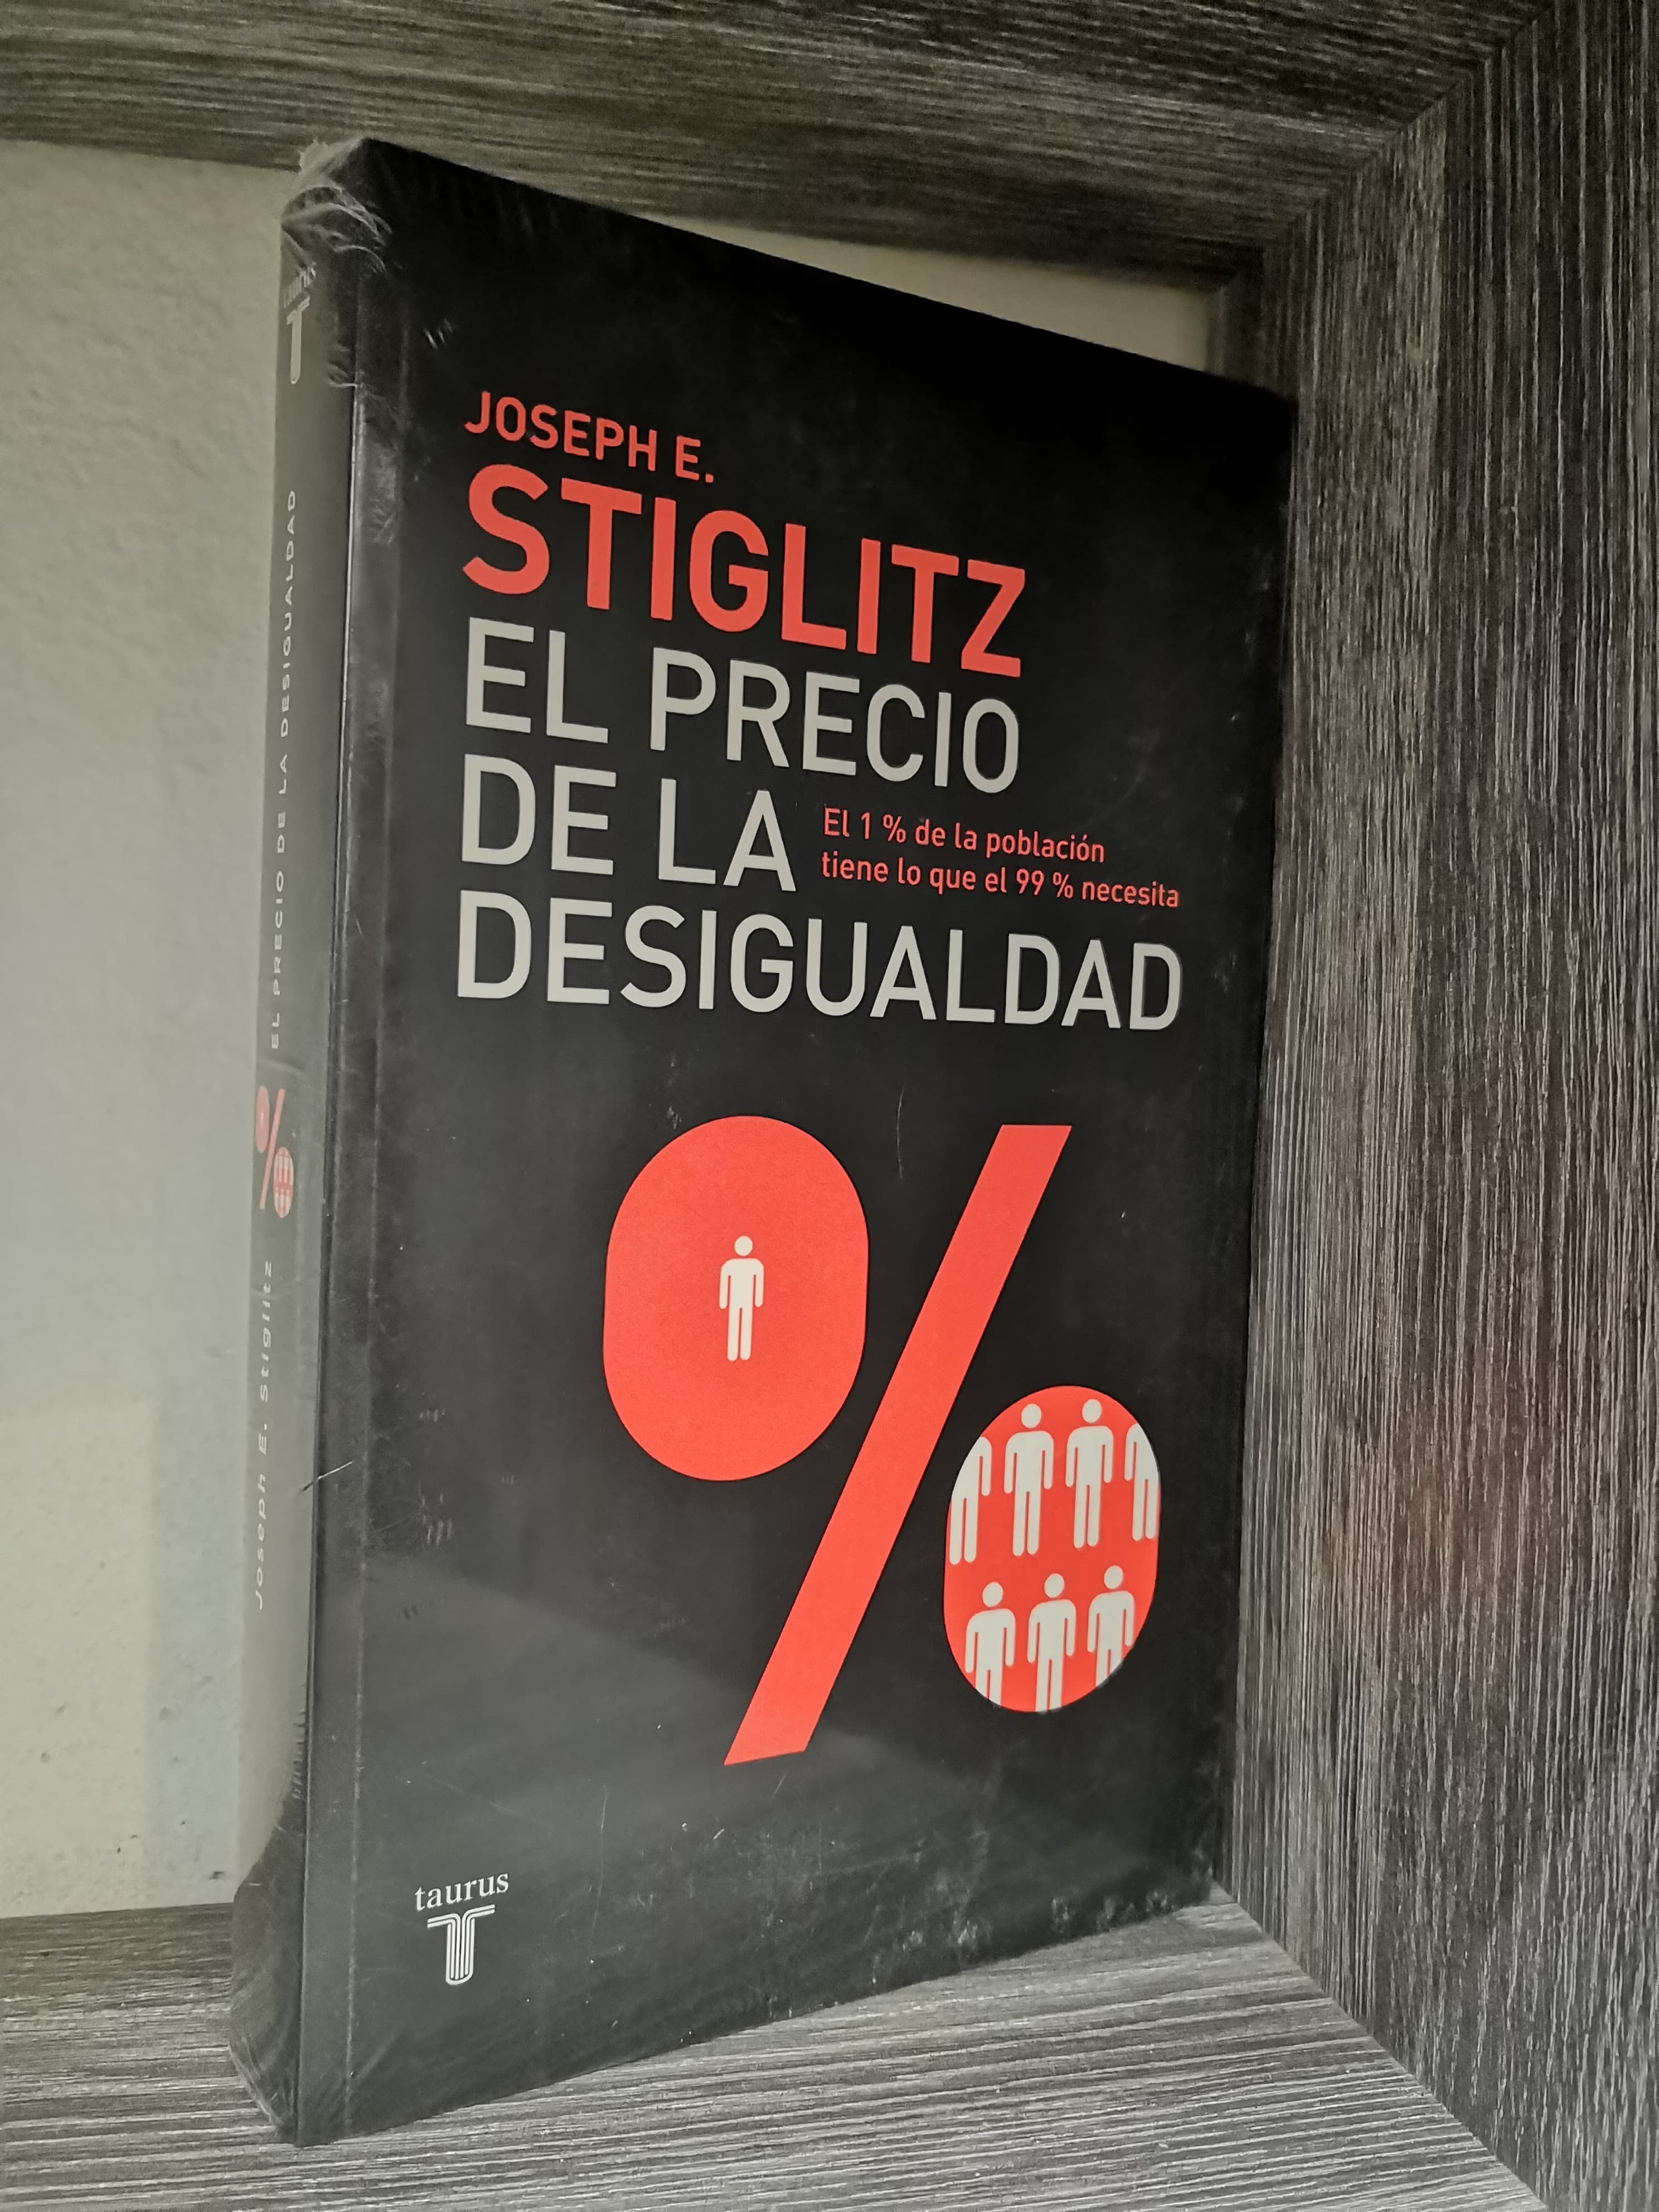 JOSEPH E.
STIGLITZ
EL PRECIO
DE LA
El 1 % de la población
tiene lo que el 99 % necesita
DESIGUALDAD
taurus
taurus
EL PRECIO DE LA DESIGUALDAD
%
Joseph E. Stiglitz